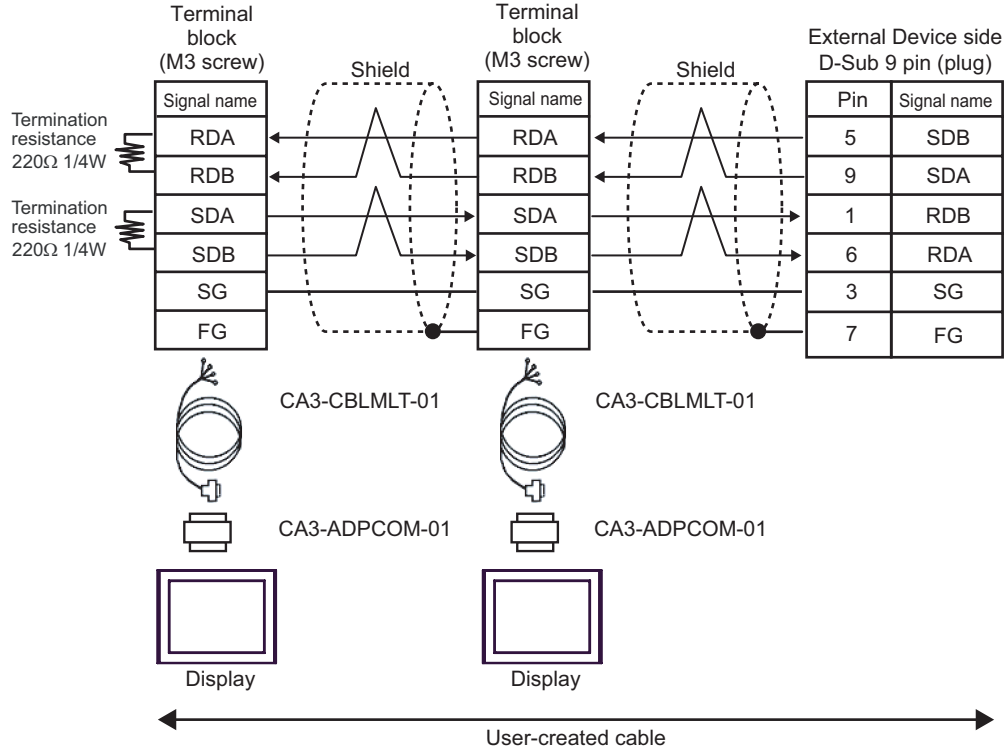 Terminal
block
(M3 screw)
Terminal
block
(M3 screw)
External Device side
D-Sub 9 pin (plug)
Shield
Shield
Signal name
Signal name
Pin
Signal name
Termination
resistance
220Ω 1/4W
RDA
RDA
5
SDB
RDB
RDB
9
SDA
Termination
resistance
220Ω 1/4W
SDA
SDA
1
RDB
SDB
SDB
6
RDA
SG
SG
3
SG
FG
FG
7
FG
CA3-CBLMLT-01
CA3-CBLMLT-01
CA3-ADPCOM-01
CA3-ADPCOM-01
Display
Display
User-created cable